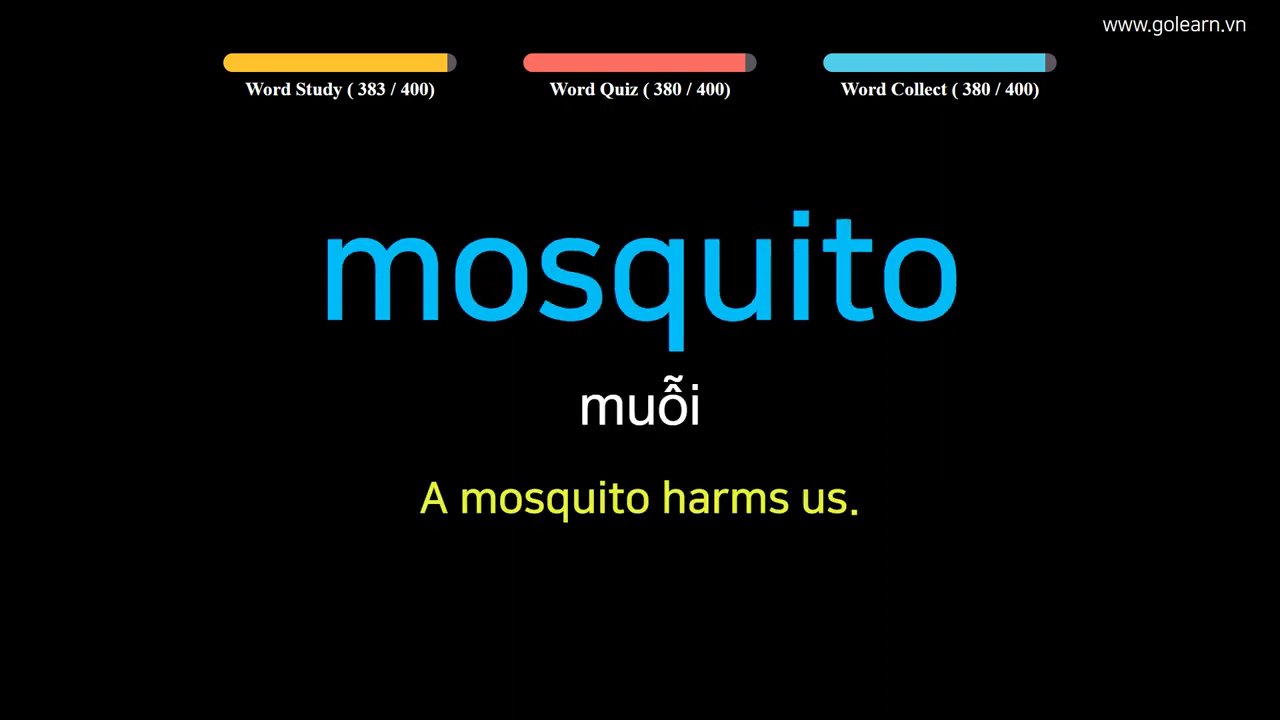 www.golearn.vn
Word Study ( 383 / 400)
Word Quiz ( 380 / 400)
Word Collect ( 380 / 400)
mosquito
muỗi
A mosquito harms us.